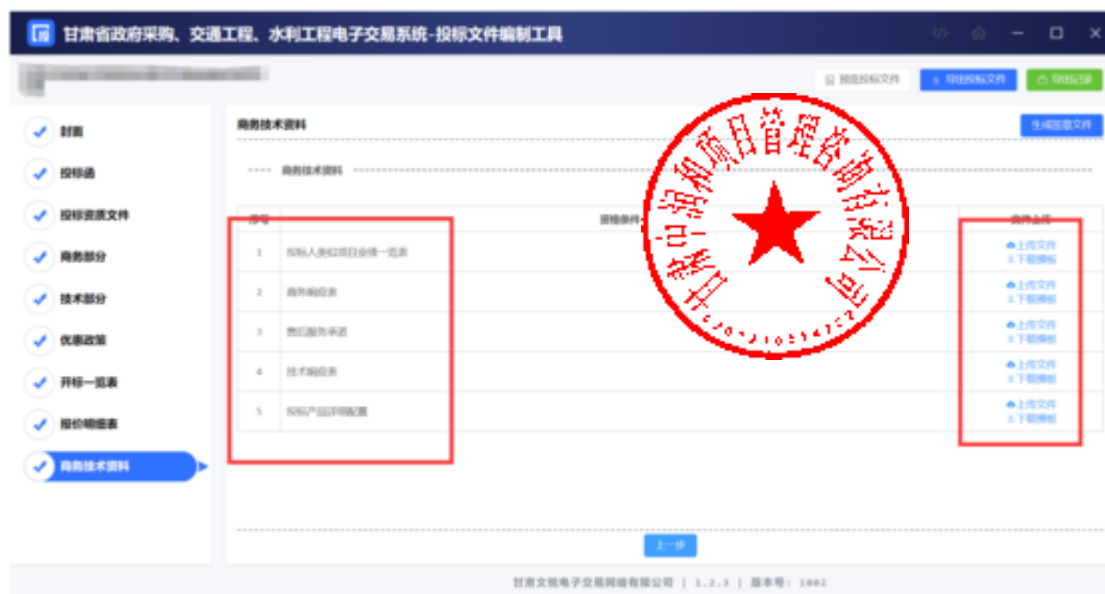 甘肃省政府采购、交通工程、水利工程电子交易系统-投标文件编制工具
预览投标文件 导出投标文件 导出记录
封面
投标函
投标资质文件
商务部分
技术部分
优惠政策
开标一览表
报价明细表
商务技术资料
商务技术资料 生成签章文件
商务技术资料
序号 资格条件 文件上传
1 投标人类似项目业绩一览表 上传文件
下载模板
2 商务响应表 上传文件
下载模板
3 售后服务承诺 上传文件
下载模板
4 技术响应表 上传文件
下载模板
5 投标产品详细配置 上传文件
下载模板
甘肃中润和项目管理咨询有限公司
上一步
甘肃文锐电子交易网络有限公司 | 1.2.3 | 版本号: 1002